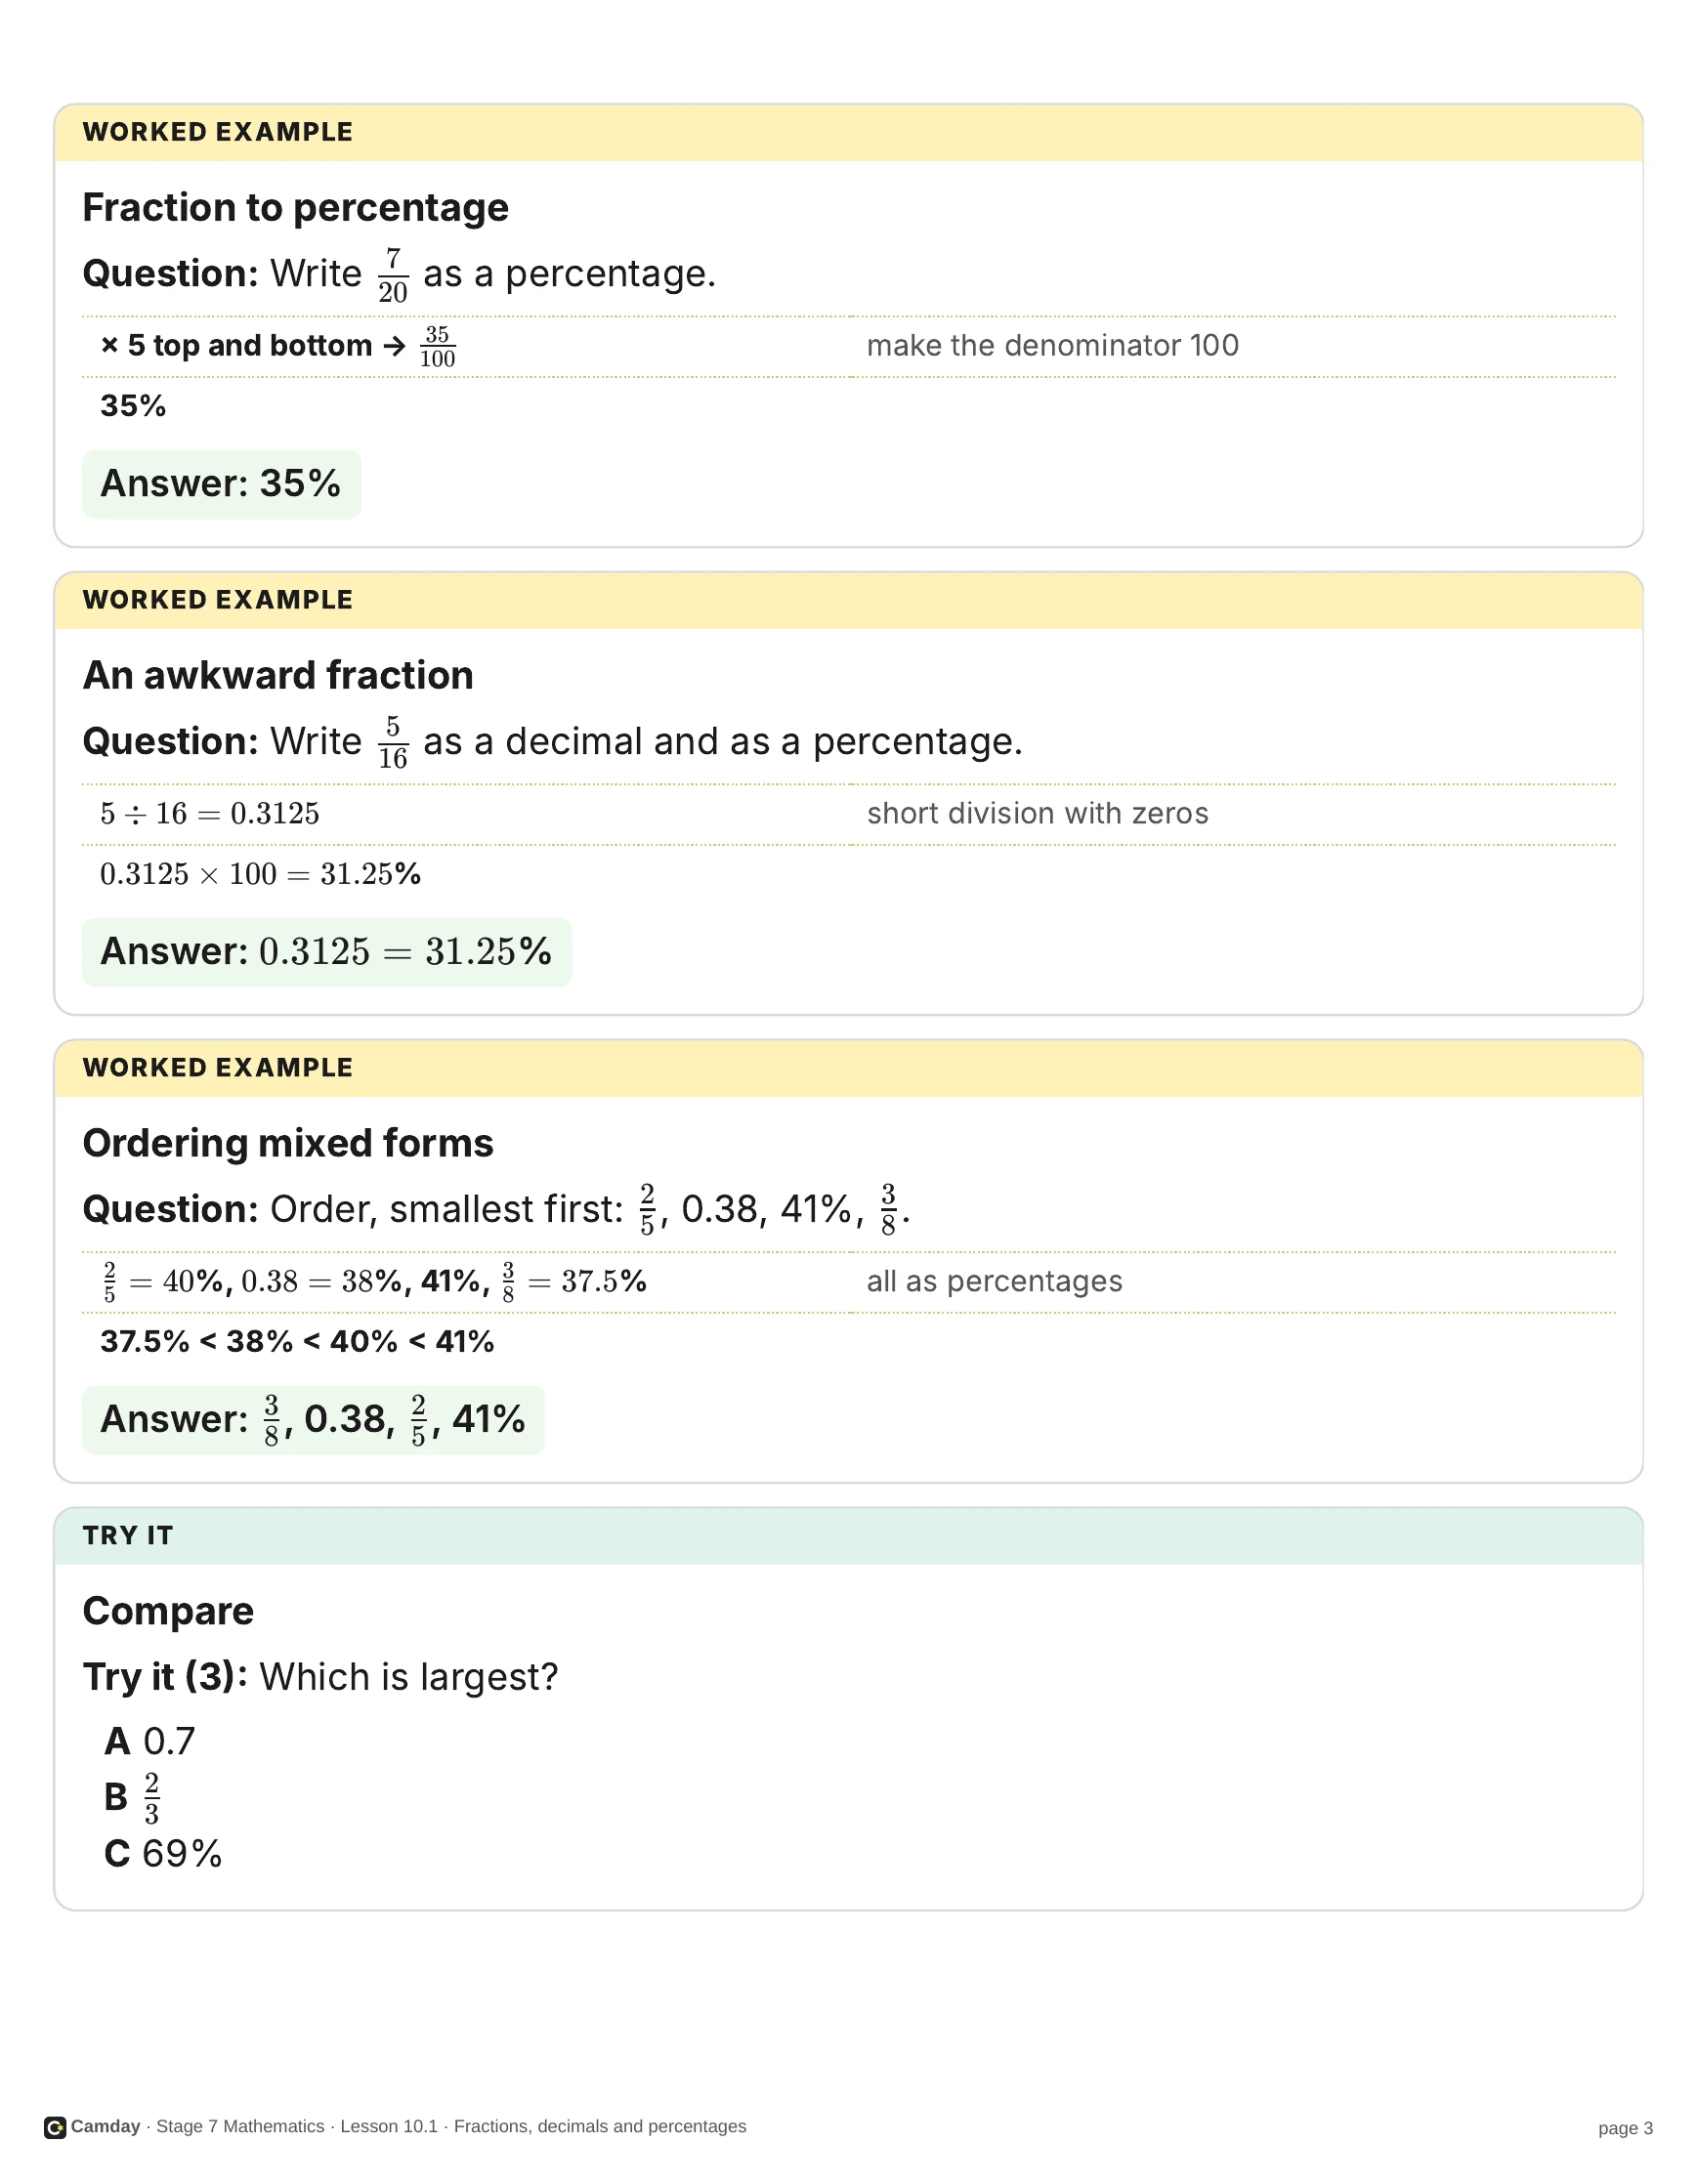 WORKED EXAMPLE
Fraction to percentage
Question: Write 7/20 as a percentage.
× 5 top and bottom → 35/100 make the denominator 100
35%
Answer: 35%
WORKED EXAMPLE
An awkward fraction
Question: Write 5/16 as a decimal and as a percentage.
5 ÷ 16 = 0.3125 short division with zeros
0.3125 × 100 = 31.25%
Answer: 0.3125 = 31.25%
WORKED EXAMPLE
Ordering mixed forms
Question: Order, smallest first: 2/5, 0.38, 41%, 3/8.
2/5 = 40%, 0.38 = 38%, 41%, 3/8 = 37.5% all as percentages
37.5% < 38% < 40% < 41%
Answer: 3/8, 0.38, 2/5, 41%
TRY IT
Compare
Try it (3): Which is largest?
A 0.7
B 2/3
C 69%
Camday · Stage 7 Mathematics · Lesson 10.1 · Fractions, decimals and percentages page 3